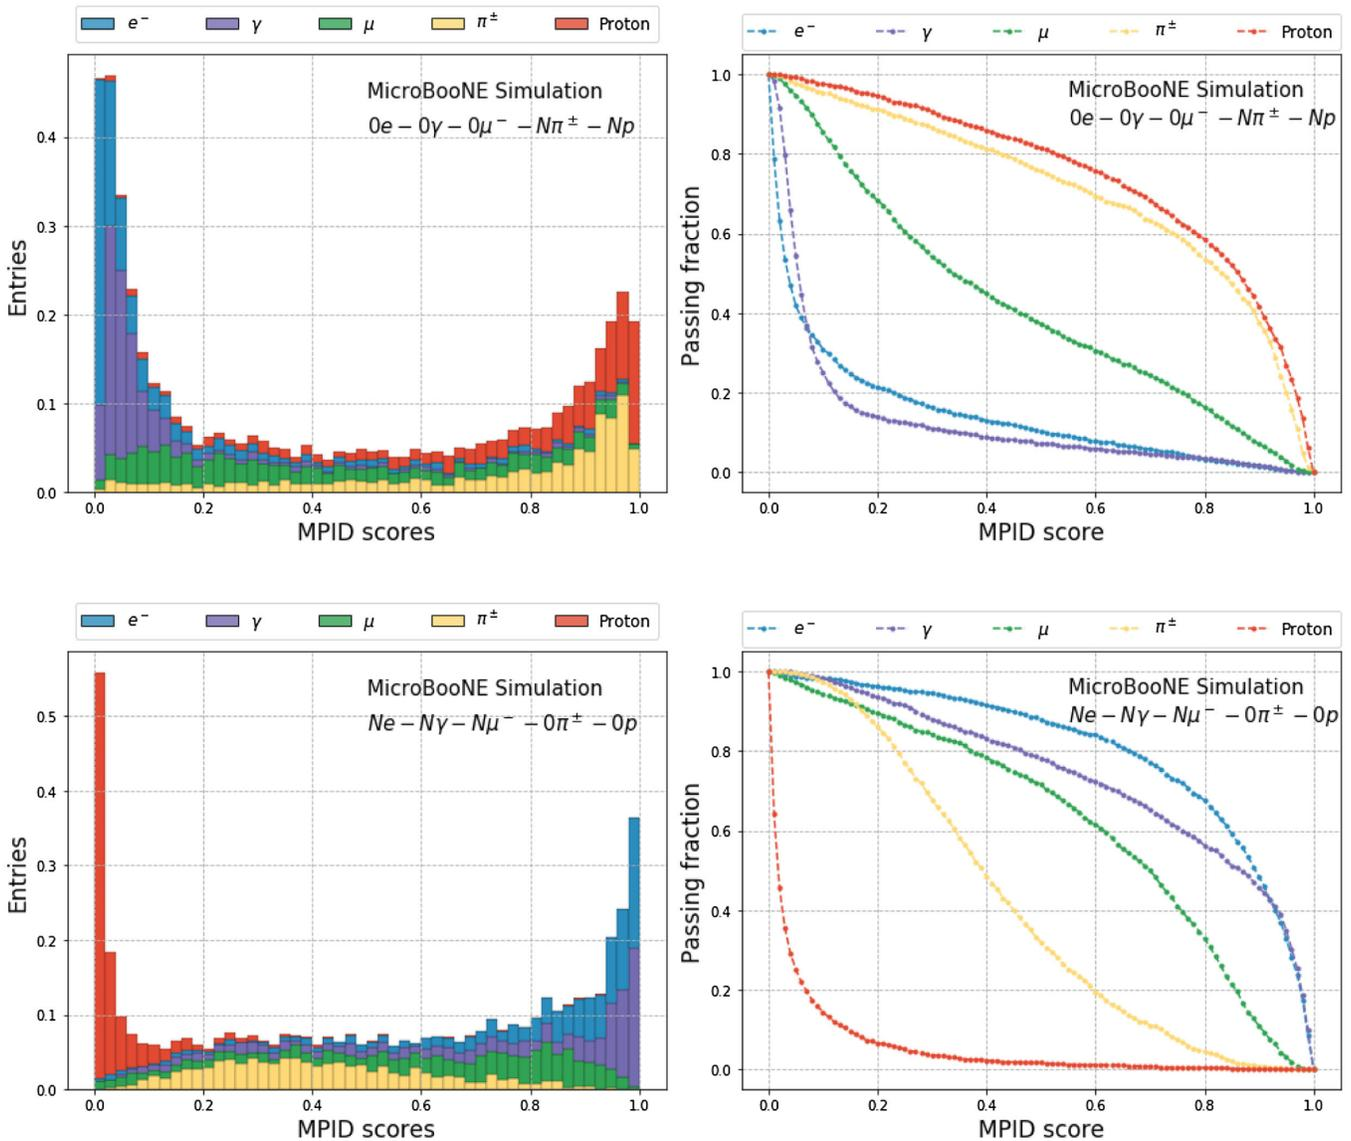 e⁻ γ μ π± Proton
MicroBooNE Simulation
0e − 0γ − 0μ⁻ − Nπ± − Np
Entries
0.4
0.3
0.2
0.1
0.0
0.0 0.2 0.4 0.6 0.8 1.0
MPID scores
e⁻ γ μ π± Proton
MicroBooNE Simulation
0e − 0γ − 0μ⁻ − Nπ± − Np
Passing fraction
1.0
0.8
0.6
0.4
0.2
0.0
0.0 0.2 0.4 0.6 0.8 1.0
MPID score
e⁻ γ μ π± Proton
MicroBooNE Simulation
Ne − Nγ − Nμ⁻ − 0π± − 0p
Entries
0.5
0.4
0.3
0.2
0.1
0.0
0.0 0.2 0.4 0.6 0.8 1.0
MPID scores
e⁻ γ μ π± Proton
MicroBooNE Simulation
Ne − Nγ − Nμ⁻ − 0π± − 0p
Passing fraction
1.0
0.8
0.6
0.4
0.2
0.0
0.0 0.2 0.4 0.6 0.8 1.0
MPID score